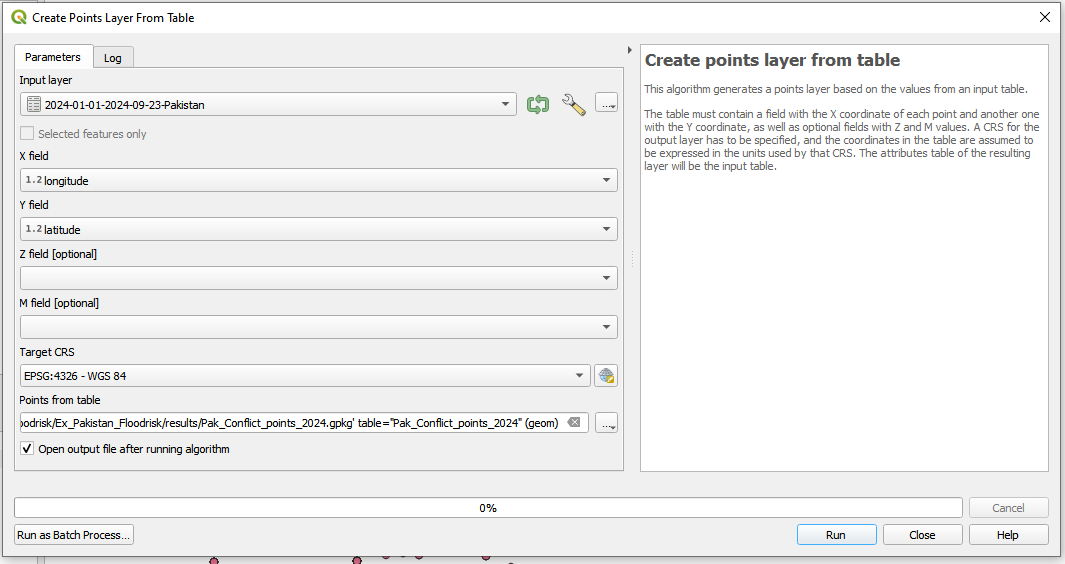 Create Points Layer From Table
Parameters
Log
Input layer
2024-01-01-2024-09-23-Pakistan
...
Selected features only
X field
1.2 longitude
Y field
1.2 latitude
Z field [optional]
M field [optional]
Target CRS
EPSG:4326 - WGS 84
Points from table
oodrisk/Ex_Pakistan_Floodrisk/results/Pak_Conflict_points_2024.gpkg' table="Pak_Conflict_points_2024" (geom)
...
Open output file after running algorithm
Create points layer from table
This algorithm generates a points layer based on the values from an input table.
The table must contain a field with the X coordinate of each point and another one
with the Y coordinate, as well as optional fields with Z and M values. A CRS for the
output layer has to be specified, and the coordinates in the table are assumed to
be expressed in the units used by that CRS. The attributes table of the resulting
layer will be the input table.
0%
Cancel
Run as Batch Process...
Run
Close
Help